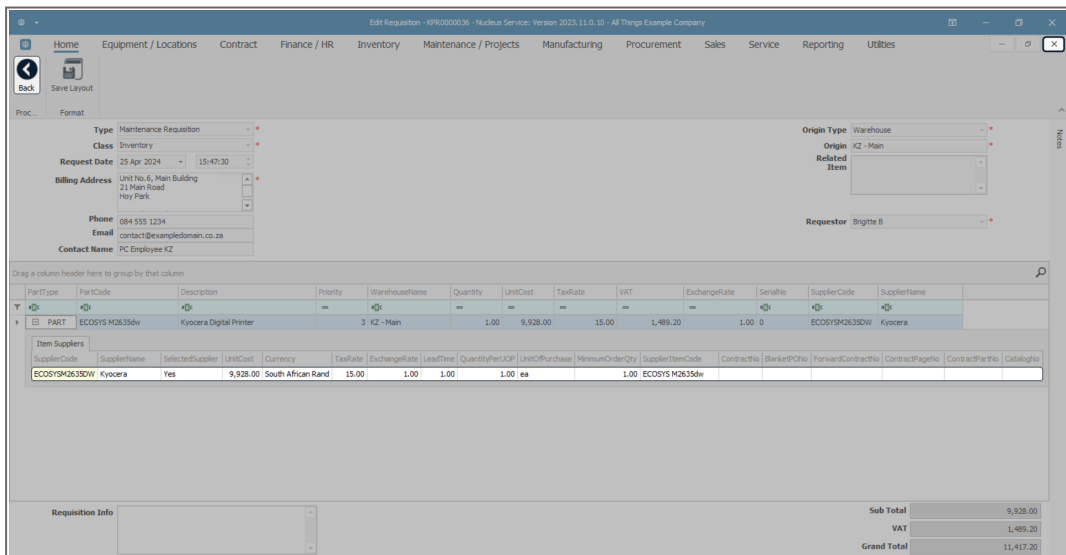 Edit Requisition - KPR0000036 - Nucleus Service: Version 2023.11.0.10 - All Things Example Company
Home Equipment / Locations Contract Finance / HR Inventory Maintenance / Projects Manufacturing Procurement Sales Service Reporting Utilities
Back Save Layout
Proc... Format
Type Maintenance Requisition * Origin Type Warehouse *
Class Inventory * Origin KZ - Main *
Request Date 25 Apr 2024 15:47:30 Related Item
Billing Address Unit No.6, Main Building *
21 Main Road
Hoy Park
Phone 084 555 1234 Requestor Brigitte B *
Email contact@exampledomain.co.za
Contact Name PC Employee KZ
Notes
Drag a column header here to group by that column
PartType PartCode Description Priority WarehouseName Quantity UnitCost TaxRate VAT ExchangeRate SerialNo SupplierCode SupplierName
PART ECOSYS M2635dw Kyocera Digital Printer 3 KZ - Main 1.00 9,928.00 15.00 1,489.20 1.00 0 ECOSYSM2635DW Kyocera
Item Suppliers
SupplierCode SupplierName SelectedSupplier UnitCost Currency TaxRate ExchangeRate LeadTime QuantityPerUOP UnitOfPurchase MinimumOrderQty SupplierItemCode ContractNo BlanketPONo ForwardContractNo ContractPageNo ContractPartNo CatalogNo
ECOSYSM2635DW Kyocera Yes 9,928.00 South African Rand 15.00 1.00 1.00 1.00 ea 1.00 ECOSYS M2635dw
Requisition Info Sub Total 9,928.00
VAT 1,489.20
Grand Total 11,417.20